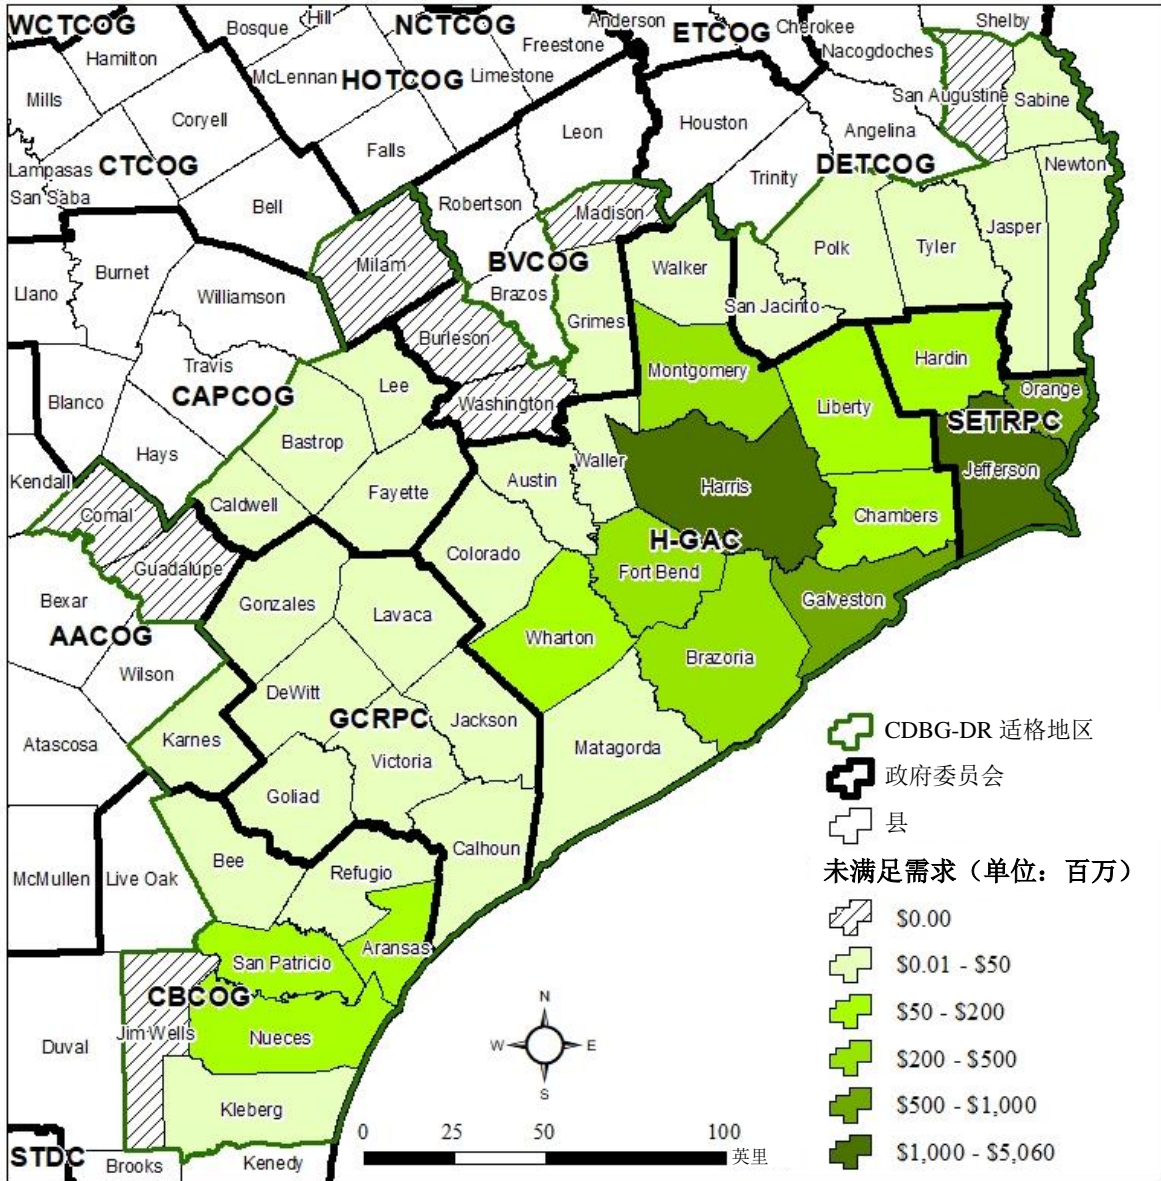 WCTCOG
Hill
Bosque
NCTCOG
Anderson
ETCOG
Cherokee
Shelby
Hamilton
Freestone
Nacogdoches
McLennan
HOTCOG
Limestone
Mills
San Augustine
Sabine
Coryell
Leon
Houston
Angelina
Falls
Lampasas
CTCOG
DETCOG
Newton
San Saba
Bell
Robertson
Trinity
Madison
Jasper
Polk
Tyler
Milam
BVCOG
Walker
Burnet
Llano
Williamson
Brazos
San Jacinto
Grimes
Burleson
Travis
Hardin
Montgomery
Lee
Orange
CAPCOG
Blanco
Washington
Liberty
SETRPC
Bastrop
Hays
Waller
Jefferson
Kendall
Austin
Fayette
Harris
Caldwell
Comal
Chambers
H-GAC
Colorado
Guadalupe
Fort Bend
Bexar
Gonzales
Lavaca
Galveston
AACOG
Wharton
Wilson
Brazoria
DeWitt
GCRPC
Jackson
Atascosa
Karnes
Matagorda
Victoria
Goliad
Calhoun
Bee
Refugio
McMullen
Live Oak
Aransas
San Patricio
CBCOG
Jim Wells
Duval
Nueces
Kleberg
STDC
Brooks
Kenedy
N
W
E
S
0
25
50
100
英里
CDBG-DR 适格地区
政府委员会
县
未满足需求（单位：百万）
$0.00
$0.01 - $50
$50 - $200
$200 - $500
$500 - $1,000
$1,000 - $5,060